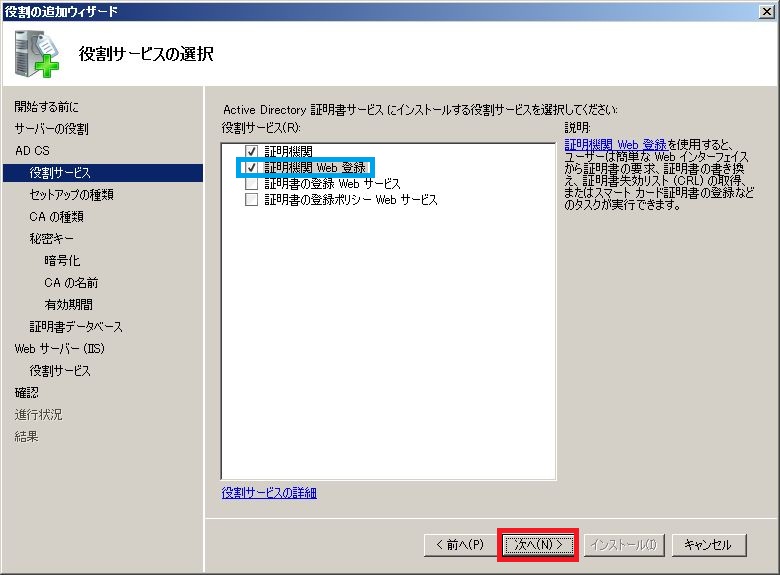 役割の追加ウィザード
役割サービスの選択
開始する前に
サーバーの役割
AD CS
役割サービス
セットアップの種類
CA の種類
秘密キー
暗号化
CA の名前
有効期間
証明書データベース
Web サーバー (IIS)
役割サービス
確認
進行状況
結果
Active Directory 証明書サービス にインストールする役割サービスを選択してください:
役割サービス(R):
証明機関
証明機関 Web 登録
証明書の登録 Web サービス
証明書の登録ポリシー Web サービス
役割サービスの詳細
説明:
証明機関 Web 登録を使用すると、
ユーザーは簡単な Web インターフェイス
から証明書の要求、証明書の書き換
え、証明書失効リスト (CRL) の取得、
またはスマート カード証明書の登録など
のタスクが実行できます。
< 前へ(P)
次へ(N) >
インストール(I)
キャンセル